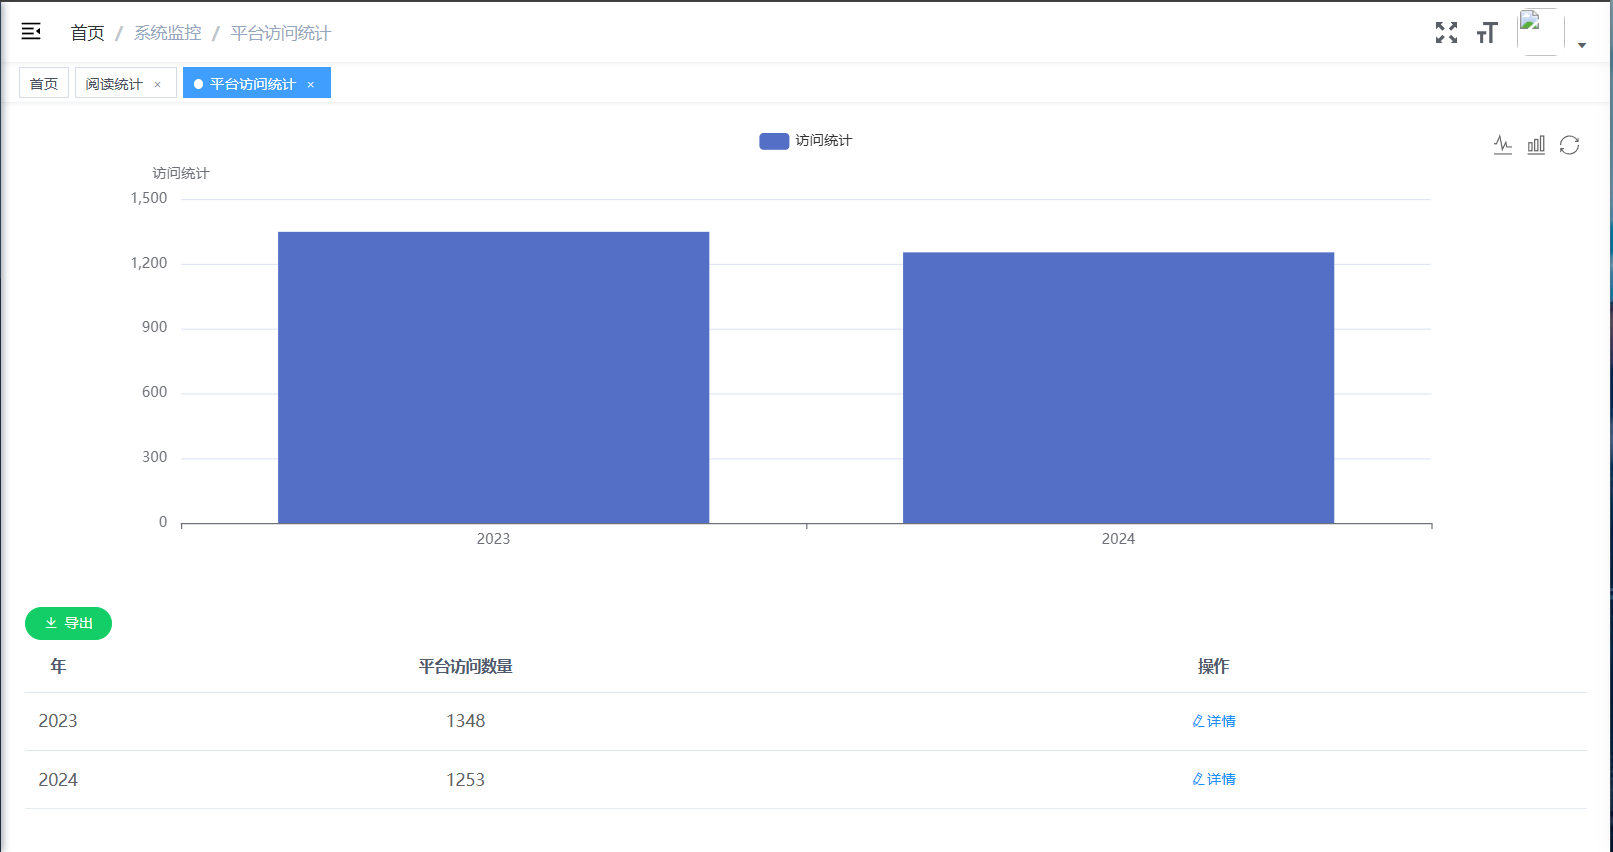 首页 / 系统监控 / 平台访问统计
首页 阅读统计 × 平台访问统计 ×
访问统计
访问统计
1,500
1,200
900
600
300
0
2023 2024
导出
年 平台访问数量 操作
2023 1348 详情
2024 1253 详情